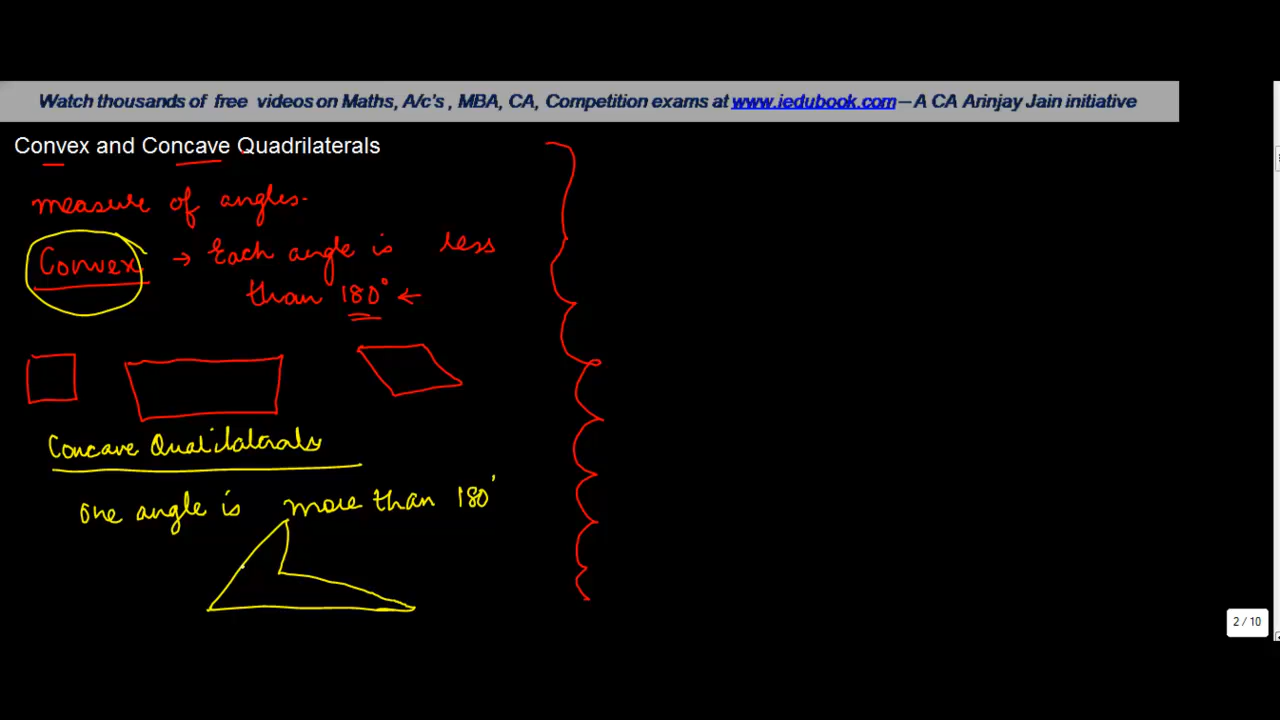 Watch thousands of free videos on Maths, A/c's , MBA, CA, Competition exams at www.iedubook.com – A CA Arinjay Jain initiative
Convex and Concave Quadrilaterals
measure of angles.
Convex → Each angle is less
than 180° ←
Concave Quatilaterals
one angle is more than 180°
2 / 10